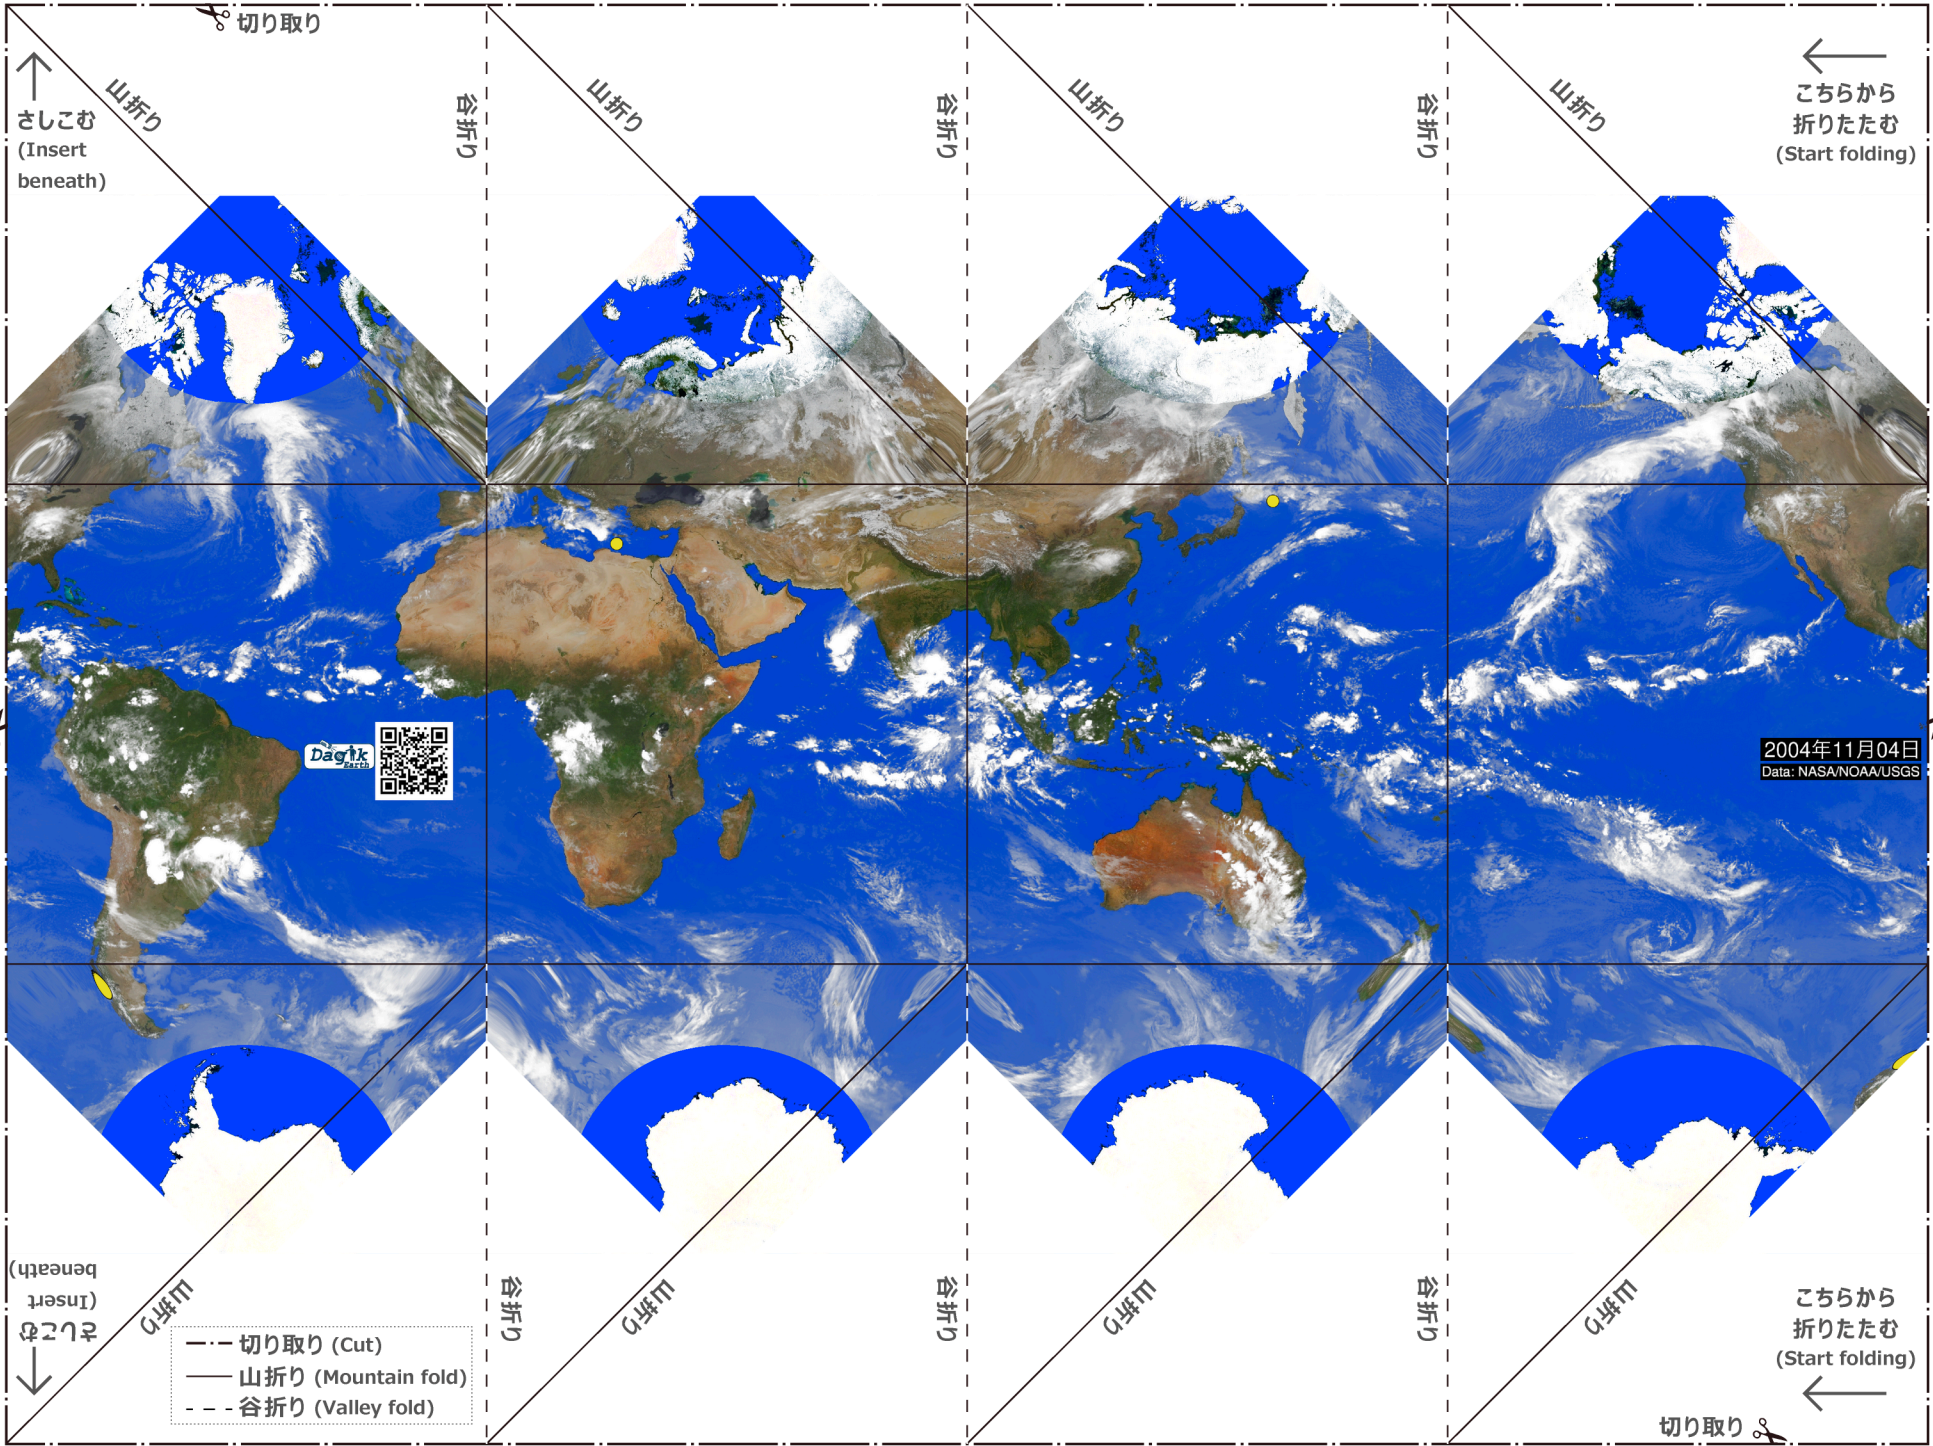 切り取り
山折り
谷折り
山折り
谷折り
山折り
谷折り
山折り
さしこむ
(Insert
beneath)
こちらから
折りたたむ
(Start folding)
Dagik
Earth
2004年11月04日
Data: NASA/NOAA/USGS
さしこむ
(Insert
beneath)
山折り
谷折り
山折り
谷折り
山折り
谷折り
山折り
切り取り (Cut)
山折り (Mountain fold)
谷折り (Valley fold)
こちらから
折りたたむ
(Start folding)
切り取り